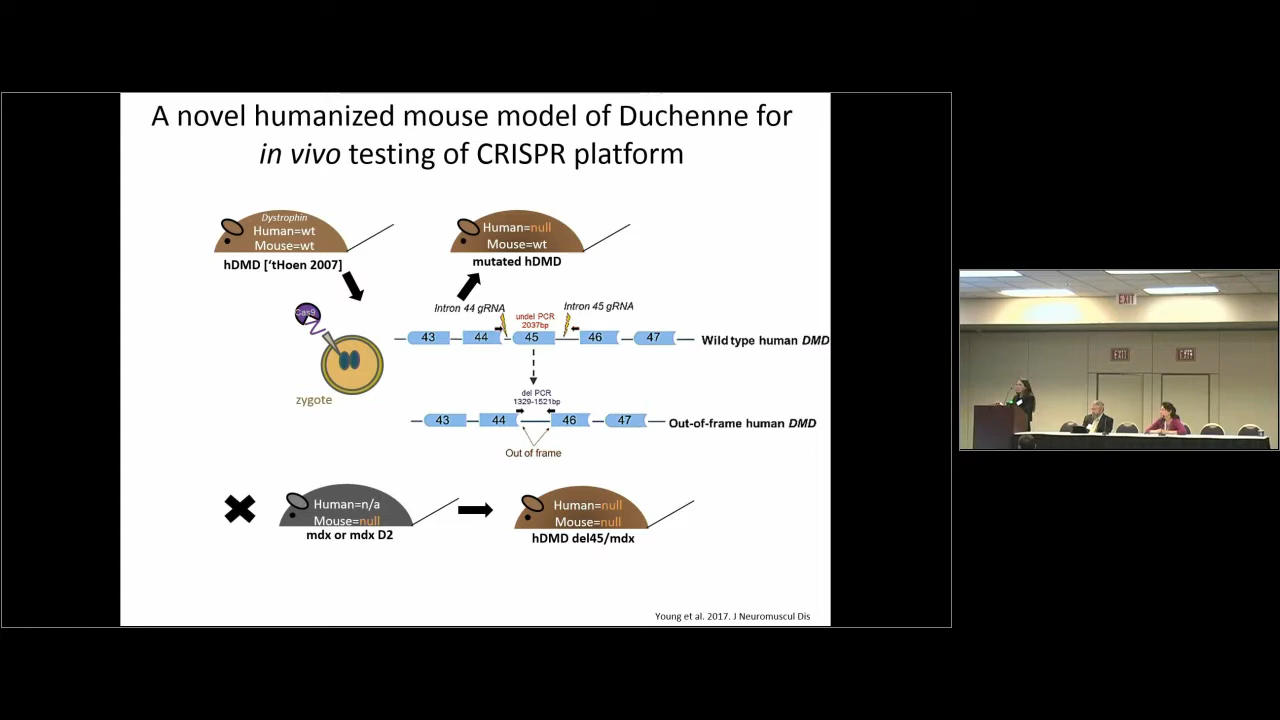 A novel humanized mouse model of Duchenne for
in vivo testing of CRISPR platform
Dystrophin
Human=wt
Mouse=wt
hDMD ['tHoen 2007]
Human=null
Mouse=wt
mutated hDMD
Cas9
zygote
Intron 44 gRNA
Intron 45 gRNA
undel PCR
2037bp
43 44 45 46 47
Wild type human DMD
del PCR
1329-1521bp
43 44 46 47
Out-of-frame human DMD
Out of frame
Human=n/a
Mouse=null
mdx or mdx D2
Human=null
Mouse=null
hDMD del45/mdx
Young et al. 2017. J Neuromuscul Dis
EXIT
EXIT
EXIT